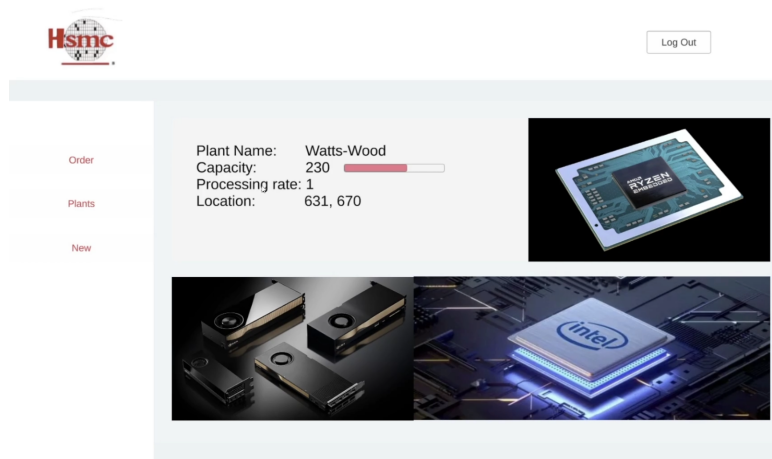 Hsmc
Log Out
Order
Plants
New
Plant Name: Watts-Wood
Capacity: 230
Processing rate: 1
Location: 631, 670
AMD
RYZEN
EMBEDDED
intel